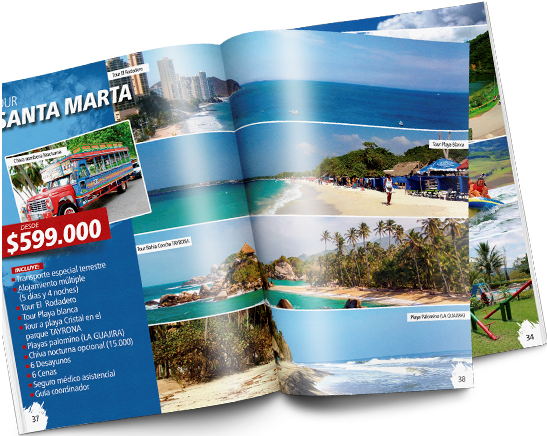 OUR
SANTA MARTA
Chiva rumbera Nocturna
DESDE
$599.000
INCLUYE:
Transporte especial terrestre
Alojamiento múltiple
(5 días y 4 noches)
Tour El Rodadero
Tour Playa blanca
Tour a playa Cristal en el
parque TAYRONA
Playas palomino (LA GUAJIRA)
Chiva nocturna opcional (15.000)
6 Desayunos
6 Cenas
Seguro médico asistencial
Guía coordinador
37
Tour El Rodadero
Tour Bahía Concha TAYRONA
Tour Playa Blanca
Playa Palomino (LA GUAJIRA)
38
34